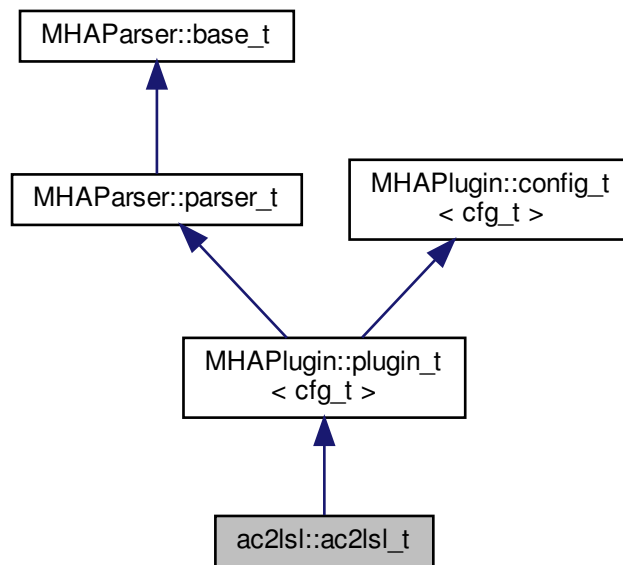 MHAParser::base_t
MHAParser::parser_t
MHAPlugin::config_t
< cfg_t >
MHAPlugin::plugin_t
< cfg_t >
ac2lsl::ac2lsl_t